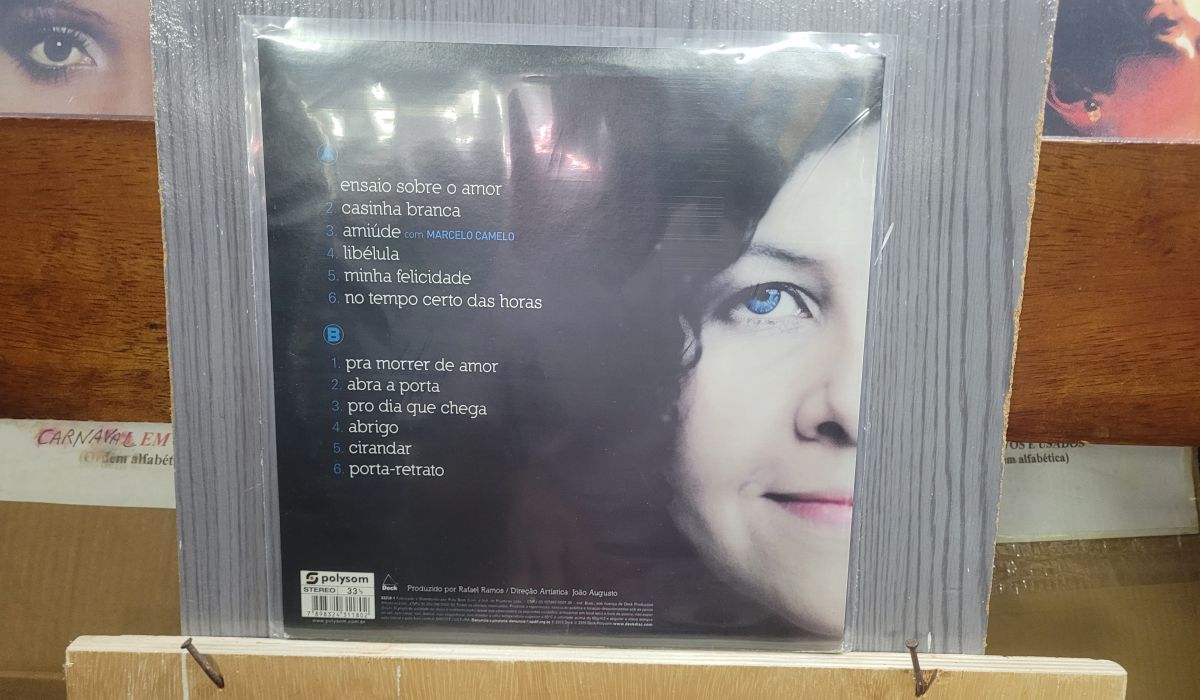 A
ensaio sobre o amor
2. casinha branca
3. amiúde com MARCELO CAMELO
4. libélula
5. minha felicidade
6. no tempo certo das horas
B
1. pra morrer de amor
2. abra a porta
3. pro dia que chega
4. abrigo
5. cirandar
6. porta-retrato
CARNAVAL EM
(Ordem alfabét
OS E USADOS
m alfabética)
polysom
STEREO 33⅓
7898324311802
www.polysom.com.br
Deck
Produzido por Rafael Ramos / Direção Artística João Augusto